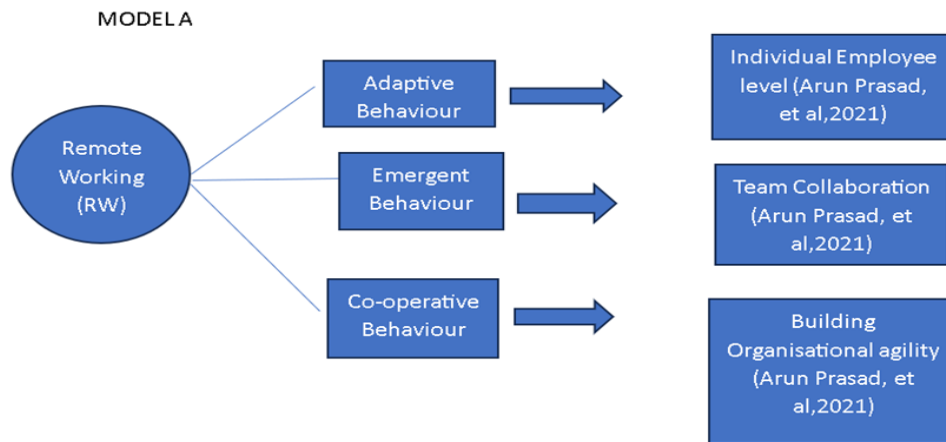 MODEL A
Remote
Working
(RW)
Adaptive
Behaviour
Emergent
Behaviour
Co-operative
Behaviour
Individual Employee
level (Arun Prasad,
et al,2021)
Team Collaboration
(Arun Prasad, et
al,2021)
Building
Organisational agility
(Arun Prasad, et
al,2021)